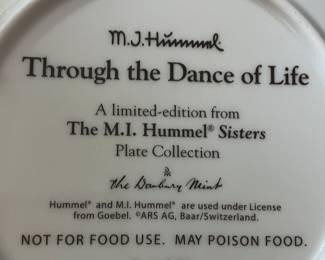 M.J.Hummel
Through the Dance of Life
A limited-edition from
The M.I. Hummel® Sisters
Plate Collection
The Danbury Mint
Hummel® and M.I. Hummel® are used under License
from Goebel. ©ARS AG, Baar/Switzerland.
NOT FOR FOOD USE. MAY POISON FOOD.